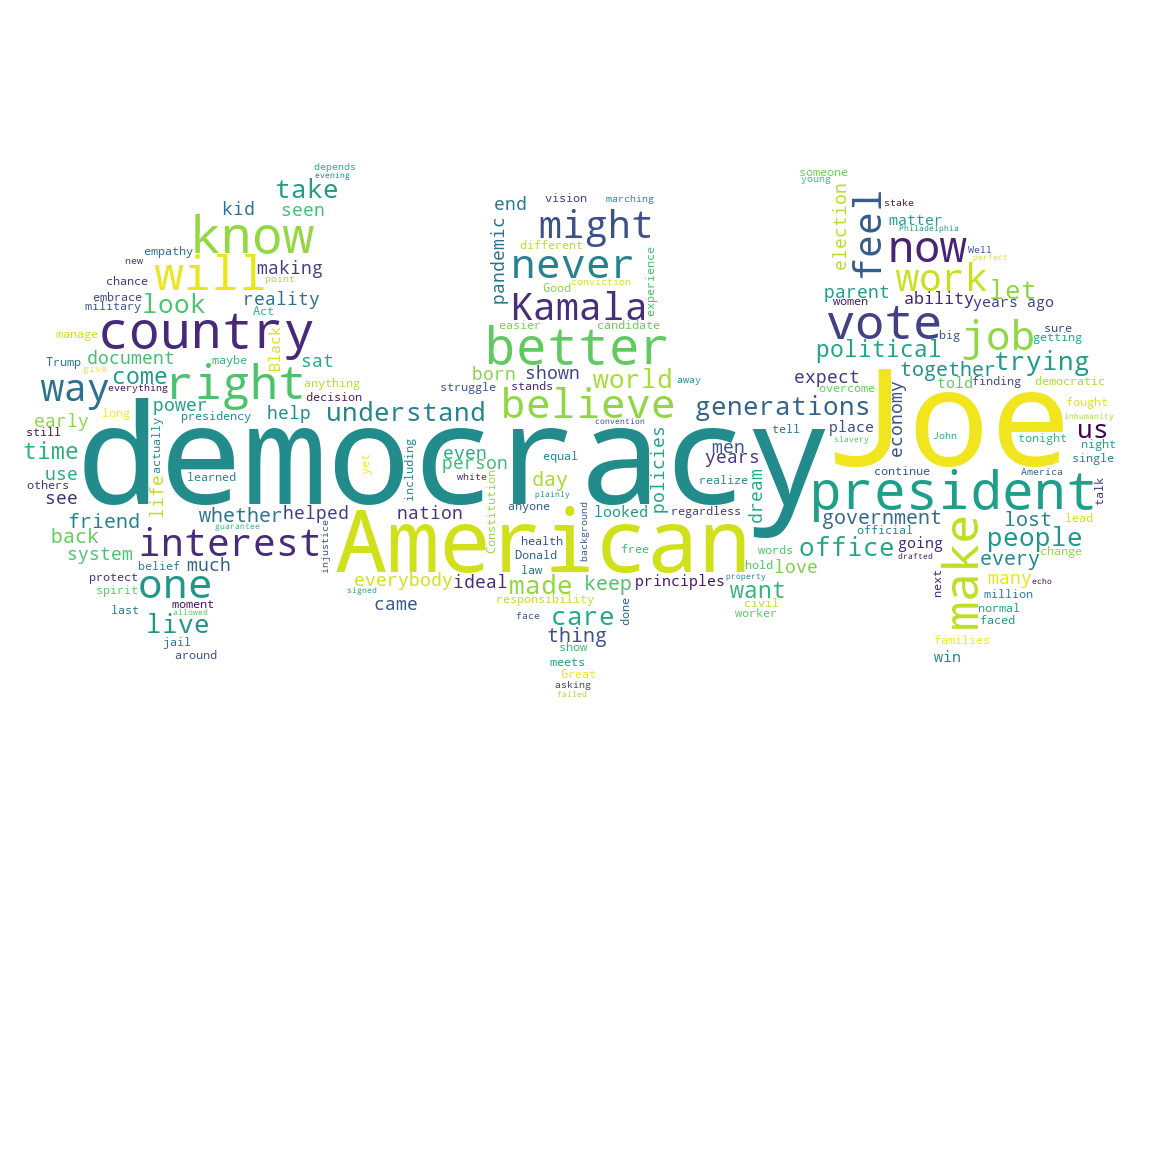 depends
evening
take
kid
seen
know
empathy
new
will
making
point
chance
embrace
military
look
reality
Act
country
manage
Black
Trump
give
document
maybe
sat
come
everything
way
right
anything
decision
power
early
long
presidency
help
understand
still
democracy
time
actually
yet
use
life
learned
including
others
see
someone
young
end
vision
marching
might
pandemic
different
never
conviction
Good
experience
Kamala
easier
candidate
better
born
shown
world
away
struggle
stands
believe
convention
stake
election
feel
matter
Philadelphia
now
Well
perfect
work
let
parent
ability
years ago
women
vote
big
job
sure
getting
political
together
trying
expect
told
finding
democratic
overcome
Joe
economy
fought
generations
inhumanity
place
tell
us
men
slavery
John
tonight
night
years
continue
America
single
realize
talk
president
even
person
equal
policies
white
day
dream
Constitution
plainly
anyone
looked
regardless
friend
whether
helped
nation
American
guarantee
back
interest
injustice
system
much
belief
protect
one
spirit
everybody
ideal
signed
last
moment
allowed
came
live
jail
around
health
background
Donald
free
law
made
keep
principles
responsibility
face
care
done
thing
show
meets
Great
asking
failed
government
official
lost
lead
office
going
people
words
drafted
change
hold
love
make
every
property
want
next
many
echo
civil
million
worker
normal
faced
families
win